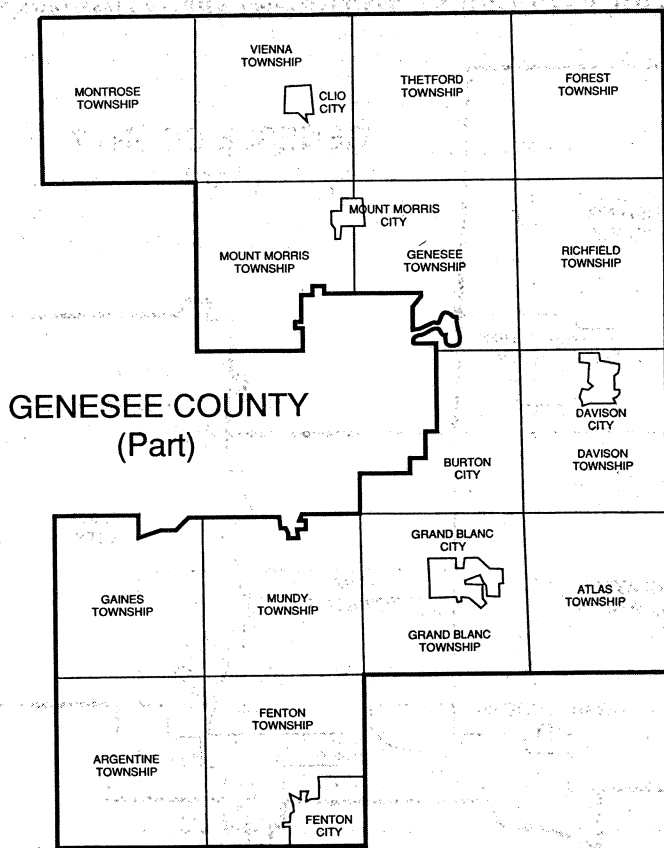 MONTROSE
TOWNSHIP
VIENNA
TOWNSHIP
CLIO
CITY
THETFORD
TOWNSHIP
FOREST
TOWNSHIP
MOUNT MORRIS
CITY
MOUNT MORRIS
TOWNSHIP
GENESEE
TOWNSHIP
RICHFIELD
TOWNSHIP
GENESEE COUNTY
(Part)
DAVISON
CITY
DAVISON
TOWNSHIP
BURTON
CITY
GRAND BLANC
CITY
GRAND BLANC
TOWNSHIP
ATLAS
TOWNSHIP
GAINES
TOWNSHIP
MUNDY
TOWNSHIP
ARGENTINE
TOWNSHIP
FENTON
TOWNSHIP
FENTON
CITY